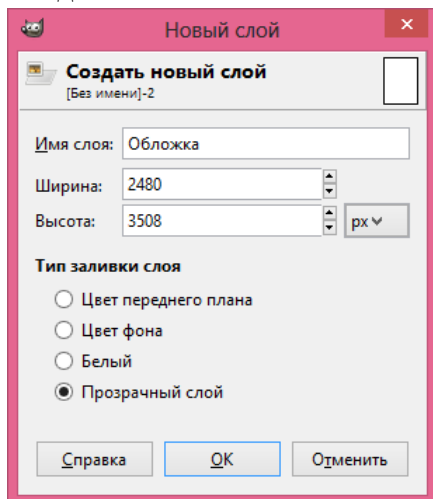 Новый слой
Создать новый слой
[Без имени]-2
Имя слоя: Обложка
Ширина: 2480
Высота: 3508 px
Тип заливки слоя
Цвет переднего плана
Цвет фона
Белый
Прозрачный слой
Справка OK Отменить